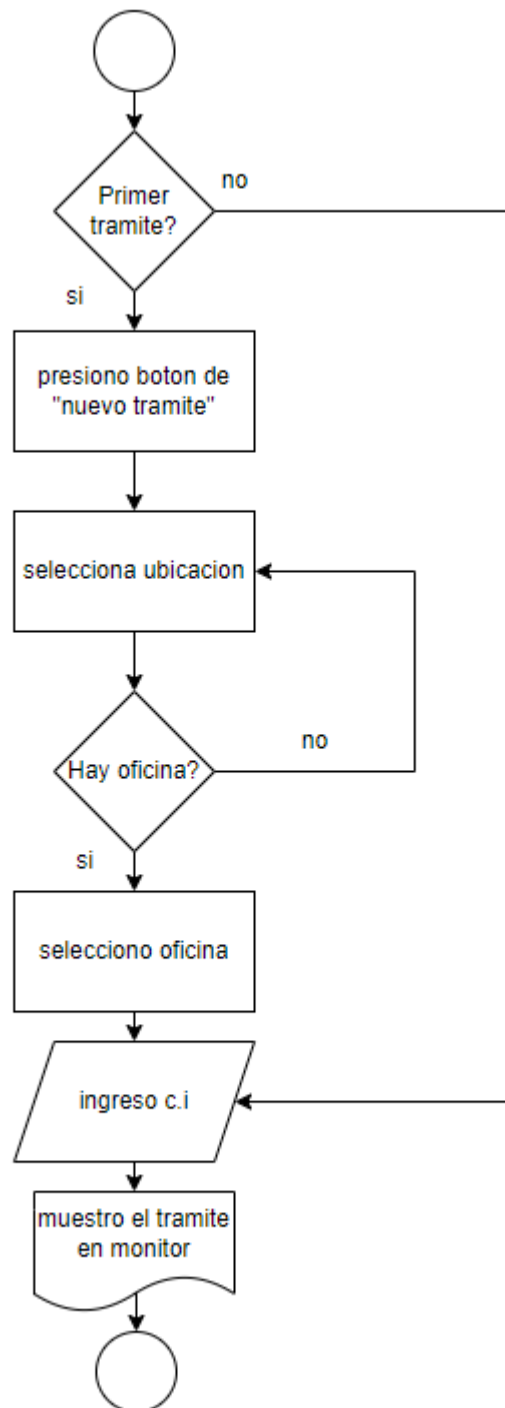 Primer
tramite?
no
si
presiono boton de
"nuevo tramite"
selecciona ubicacion
Hay oficina?
no
si
selecciono oficina
ingreso c.i
muestro el tramite
en monitor